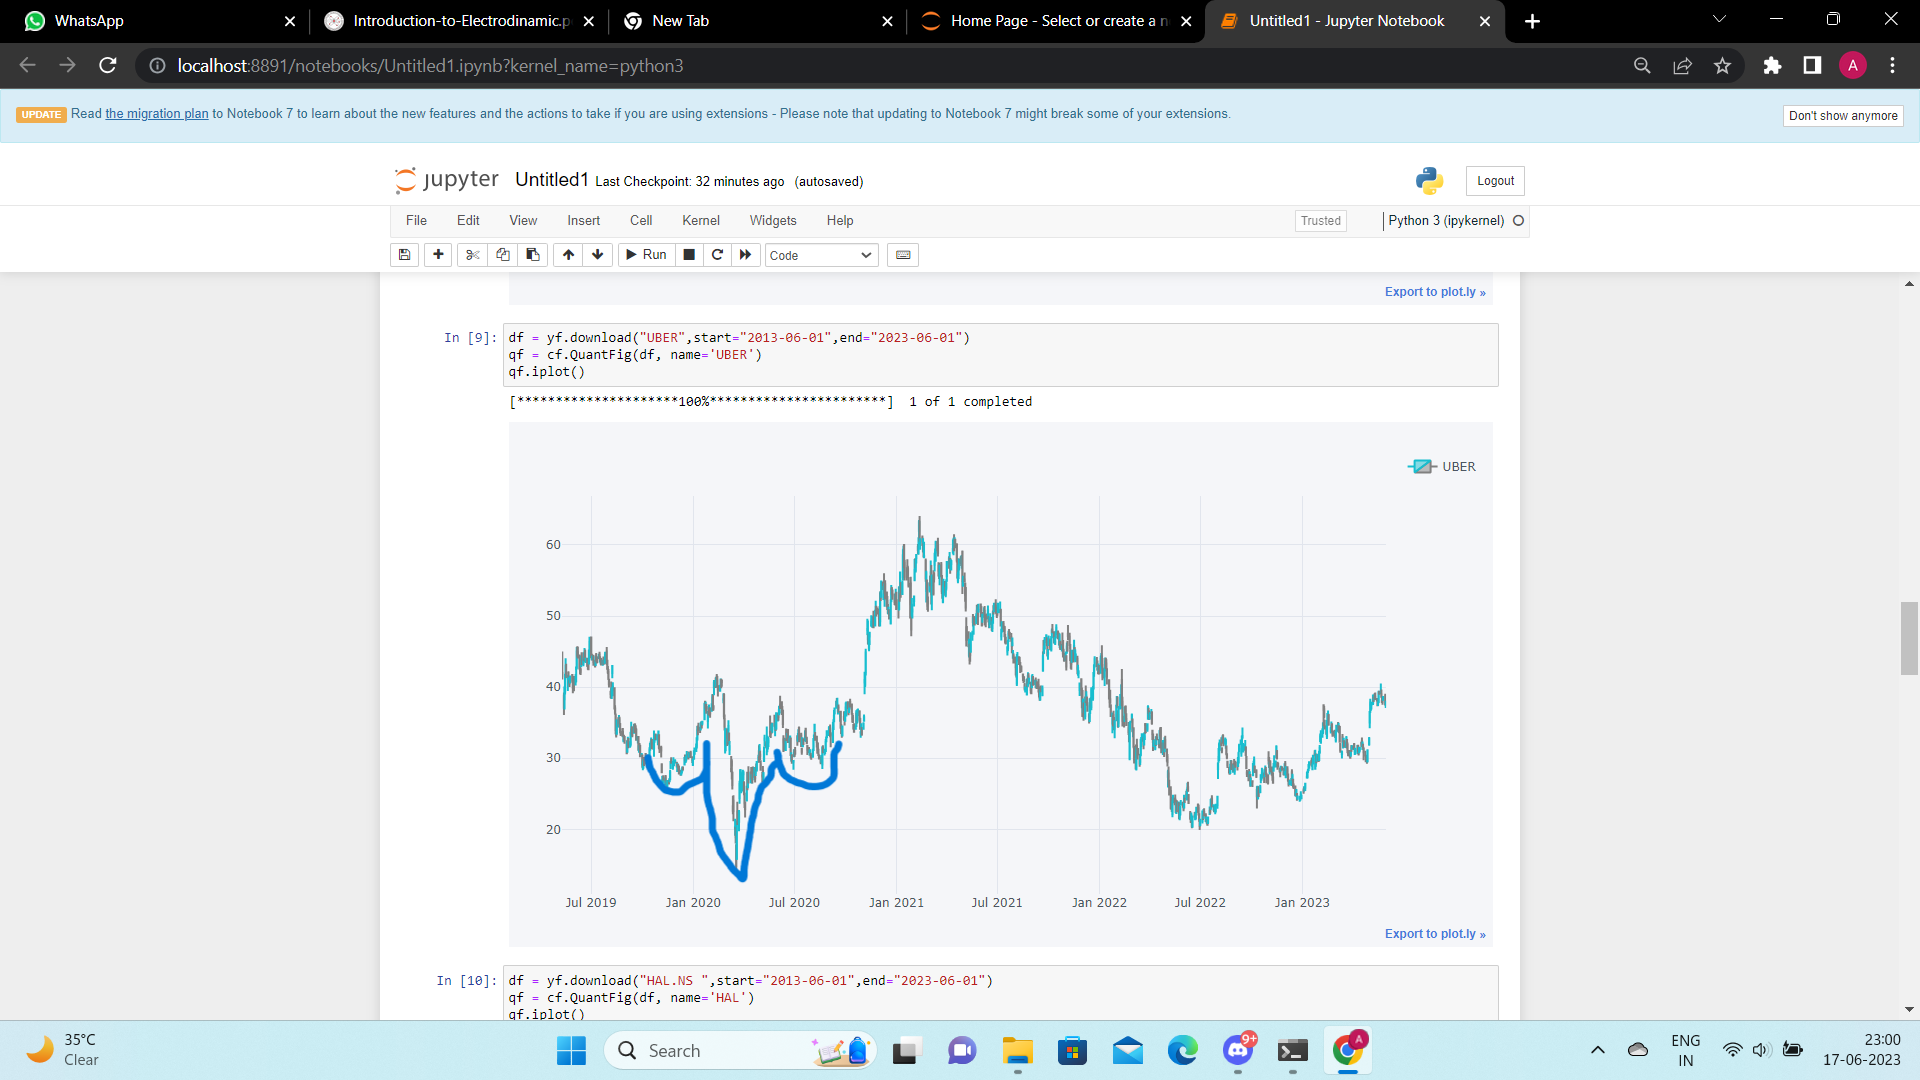 WhatsApp
Introduction-to-Electrodinamic.p
New Tab
Home Page - Select or create a n
Untitled1 - Jupyter Notebook
localhost:8891/notebooks/Untitled1.ipynb?kernel_name=python3
A
UPDATE Read the migration plan to Notebook 7 to learn about the new features and the actions to take if you are using extensions - Please note that updating to Notebook 7 might break some of your extensions.
Don't show anymore
jupyter Untitled1 Last Checkpoint: 32 minutes ago (autosaved)
Logout
File Edit View Insert Cell Kernel Widgets Help
Trusted
Python 3 (ipykernel)
Run
Code
Export to plot.ly »
In [9]: df = yf.download("UBER",start="2013-06-01",end="2023-06-01")
qf = cf.QuantFig(df, name='UBER')
qf.iplot()
[*********************100%***********************] 1 of 1 completed
UBER
60
50
40
30
20
Jul 2019 Jan 2020 Jul 2020 Jan 2021 Jul 2021 Jan 2022 Jul 2022 Jan 2023
Export to plot.ly »
In [10]: df = yf.download("HAL.NS ",start="2013-06-01",end="2023-06-01")
qf = cf.QuantFig(df, name='HAL')
qf.iplot()
35°C
Clear
Search
9+
A
ENG
IN
23:00
17-06-2023